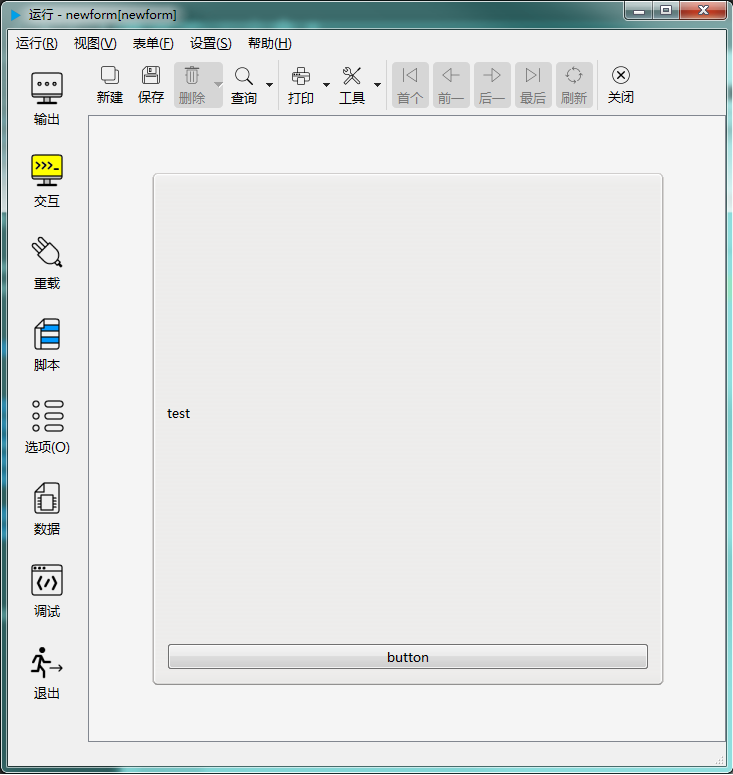 运行 - newform[newform]
运行(R) 视图(V) 表单(F) 设置(S) 帮助(H)
新建 保存 删除 查询 打印 工具 首个 前一 后一 最后 刷新 关闭
输出
交互
重载
脚本
选项(O)
数据
调试
退出
test
button